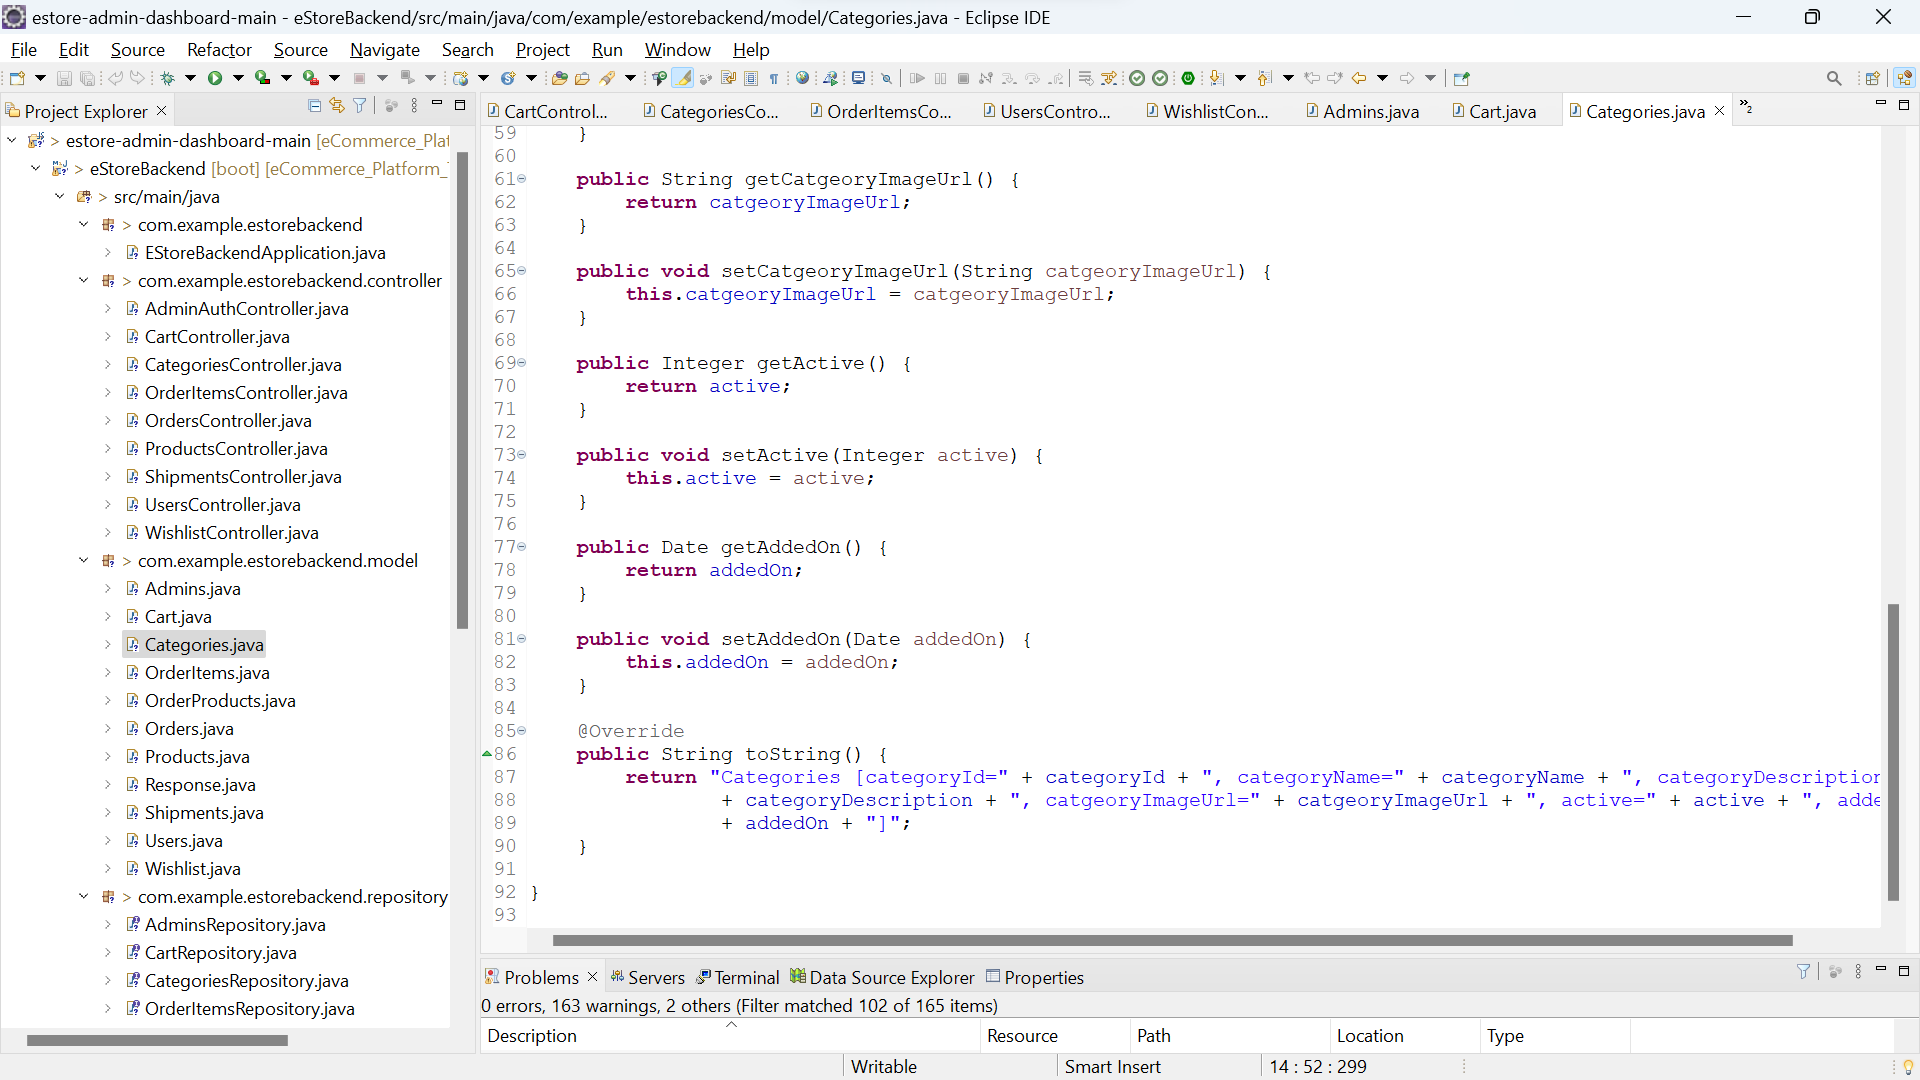 estore-admin-dashboard-main - eStoreBackend/src/main/java/com/example/estorebackend/model/Categories.java - Eclipse IDE
File Edit Source Refactor Source Navigate Search Project Run Window Help
Project Explorer
estore-admin-dashboard-main [eCommerce_Plat
eStoreBackend [boot] [eCommerce_Platform_
src/main/java
com.example.estorebackend
EStoreBackendApplication.java
com.example.estorebackend.controller
AdminAuthController.java
CartController.java
CategoriesController.java
OrderItemsController.java
OrdersController.java
ProductsController.java
ShipmentsController.java
UsersController.java
WishlistController.java
com.example.estorebackend.model
Admins.java
Cart.java
Categories.java
OrderItems.java
OrderProducts.java
Orders.java
Products.java
Response.java
Shipments.java
Users.java
Wishlist.java
com.example.estorebackend.repository
AdminsRepository.java
CartRepository.java
CategoriesRepository.java
OrderItemsRepository.java
CartControl... CategoriesCo... OrderItemsCo... UsersContro... WishlistCon... Admins.java Cart.java Categories.java »2
59 }
60
61 public String getCatgeoryImageUrl() {
62 return catgeoryImageUrl;
63 }
64
65 public void setCatgeoryImageUrl(String catgeoryImageUrl) {
66 this.catgeoryImageUrl = catgeoryImageUrl;
67 }
68
69 public Integer getActive() {
70 return active;
71 }
72
73 public void setActive(Integer active) {
74 this.active = active;
75 }
76
77 public Date getAddedOn() {
78 return addedOn;
79 }
80
81 public void setAddedOn(Date addedOn) {
82 this.addedOn = addedOn;
83 }
84
85 @Override
86 public String toString() {
87 return "Categories [categoryId=" + categoryId + ", categoryName=" + categoryName + ", categoryDescription
88 + categoryDescription + ", catgeoryImageUrl=" + catgeoryImageUrl + ", active=" + active + ", adde
89 + addedOn + "]";
90 }
91
92 }
93
Problems Servers Terminal Data Source Explorer Properties
0 errors, 163 warnings, 2 others (Filter matched 102 of 165 items)
Description Resource Path Location Type
Writable Smart Insert 14 : 52 : 299